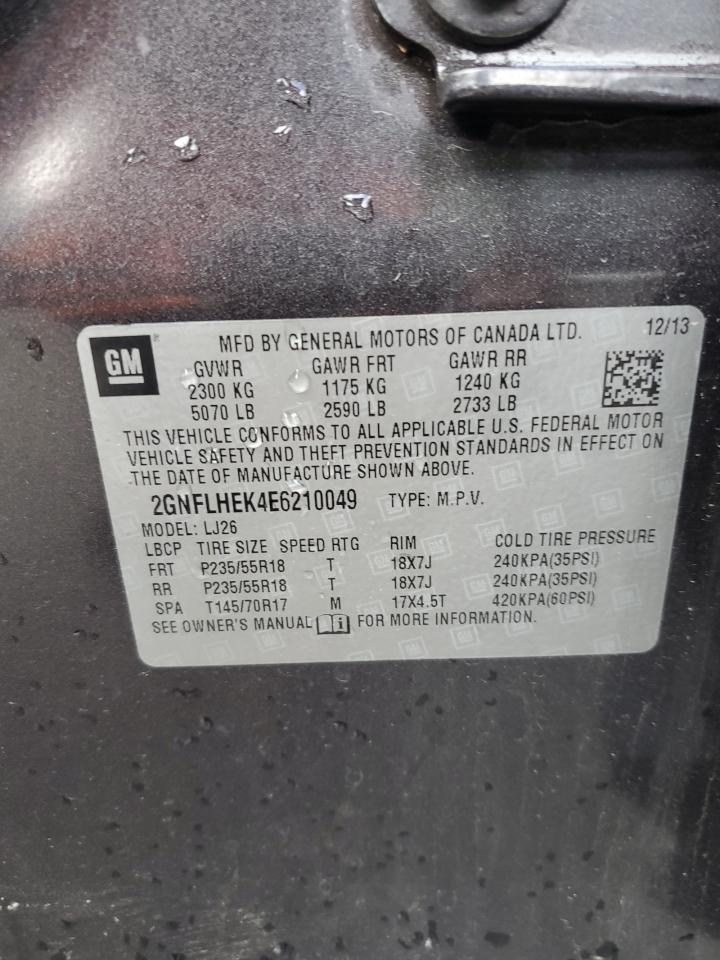 GM
MFD BY GENERAL MOTORS OF CANADA LTD. 12/13
GVWR GAWR FRT GAWR RR
2300 KG 1175 KG 1240 KG
5070 LB 2590 LB 2733 LB
THIS VEHICLE CONFORMS TO ALL APPLICABLE U.S. FEDERAL MOTOR
VEHICLE SAFETY AND THEFT PREVENTION STANDARDS IN EFFECT ON
THE DATE OF MANUFACTURE SHOWN ABOVE.
2GNFLHEK4E6210049 TYPE: M.P.V.
MODEL: LJ26
LBCP TIRE SIZE SPEED RTG RIM COLD TIRE PRESSURE
FRT P235/55R18 T 18X7J 240KPA(35PSI)
RR P235/55R18 T 18X7J 240KPA(35PSI)
SPA T145/70R17 M 17X4.5T 420KPA(60PSI)
SEE OWNER'S MANUAL FOR MORE INFORMATION.